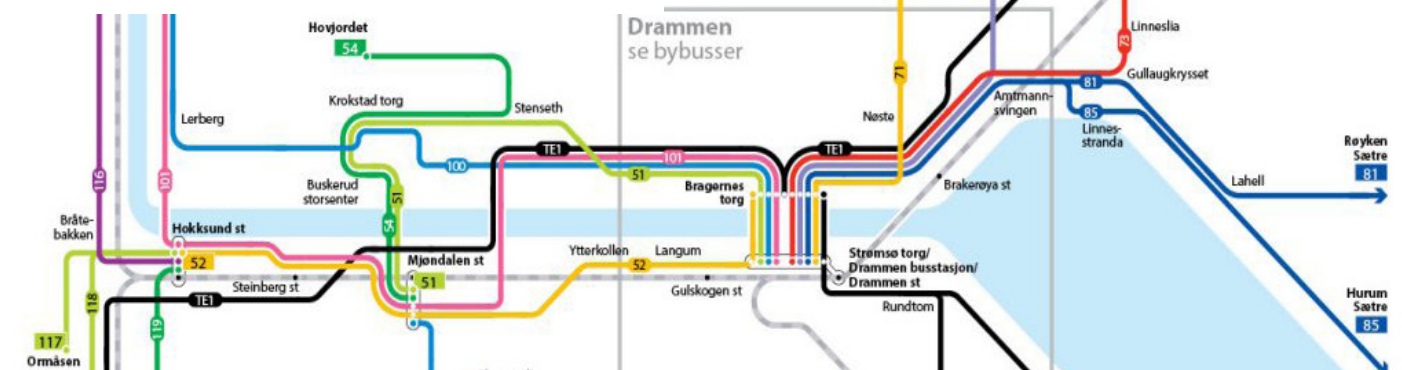 Hovjordet
54
Drammen
se bybusser
71
73
Linneslia
Gullaugkrysset
81
Amtmann-
svingen
85
Linnes-
stranda
Krokstad torg
Stenseth
Lerberg
Nøste
TE1
TE1
101
100
51
Røyken
Sætre
81
Lahell
Brakerøya st
116
101
Buskerud
storsenter
51
54
Bragernes
torg
Bråte-
bakken
Hokksund st
52
Mjøndalen st
51
Ytterkollen
Langum
52
Strømsø torg/
Drammen busstasjon/
Drammen st
Steinberg st
Gulskogen st
Rundtom
TE1
118
119
Hurum
Sætre
85
117
Ormåsen